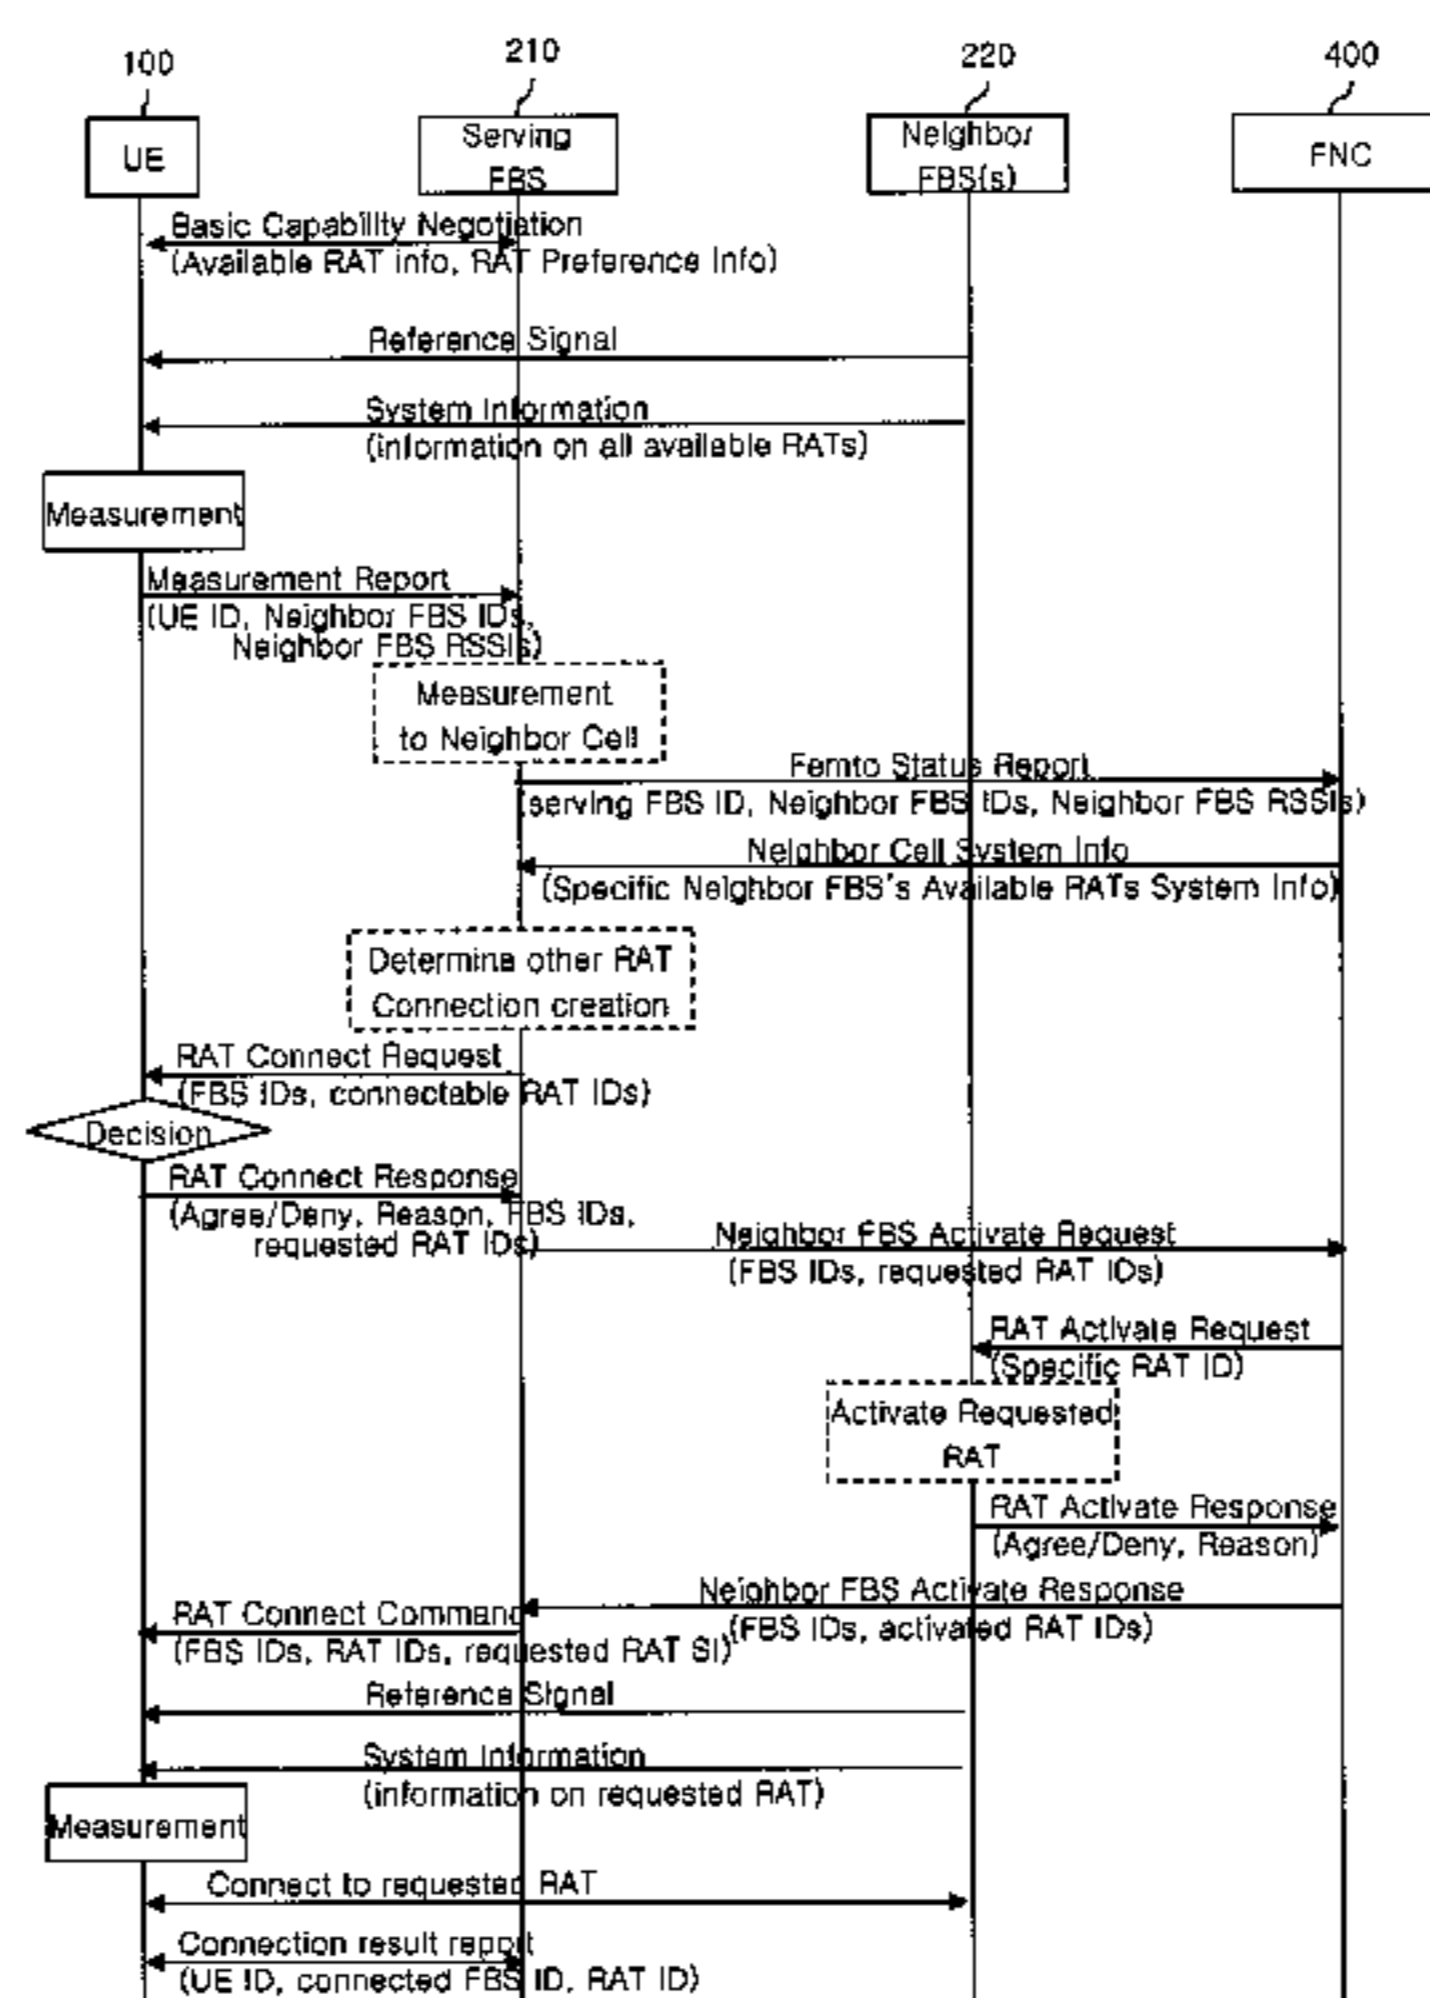 100
210
220
400
UE
Serving
FBS
Neighbor
FBS(s)
FNC
Basic Capability Negotiation
(Available RAT info, RAT Preference Info)
Reference Signal
System Information
(information on all available RATs)
Measurement
Measurement Report
(UE ID, Neighbor FBS IDs,
Neighbor FBS RSSIs)
Measurement
to Neighbor Cell
Femto Status Report
(serving FBS ID, Neighbor FBS IDs, Neighbor FBS RSSIs)
Neighbor Cell System Info
(Specific Neighbor FBS's Available RATs System Info)
Determine other RAT
Connection creation
RAT Connect Request
(FBS IDs, connectable RAT IDs)
Decision
RAT Connect Response
(Agree/Deny, Reason, FBS IDs,
requested RAT IDs)
Neighbor FBS Activate Request
(FBS IDs, requested RAT IDs)
RAT Activate Request
(Specific RAT ID)
Activate Requested
RAT
RAT Activate Response
(Agree/Deny, Reason)
Neighbor FBS Activate Response
(FBS IDs, activated RAT IDs)
RAT Connect Command
(FBS IDs, RAT IDs, requested RAT SI)
Reference Signal
System Information
(information on requested RAT)
Measurement
Connect to requested RAT
Connection result report
(UE ID, connected FBS ID, RAT ID)